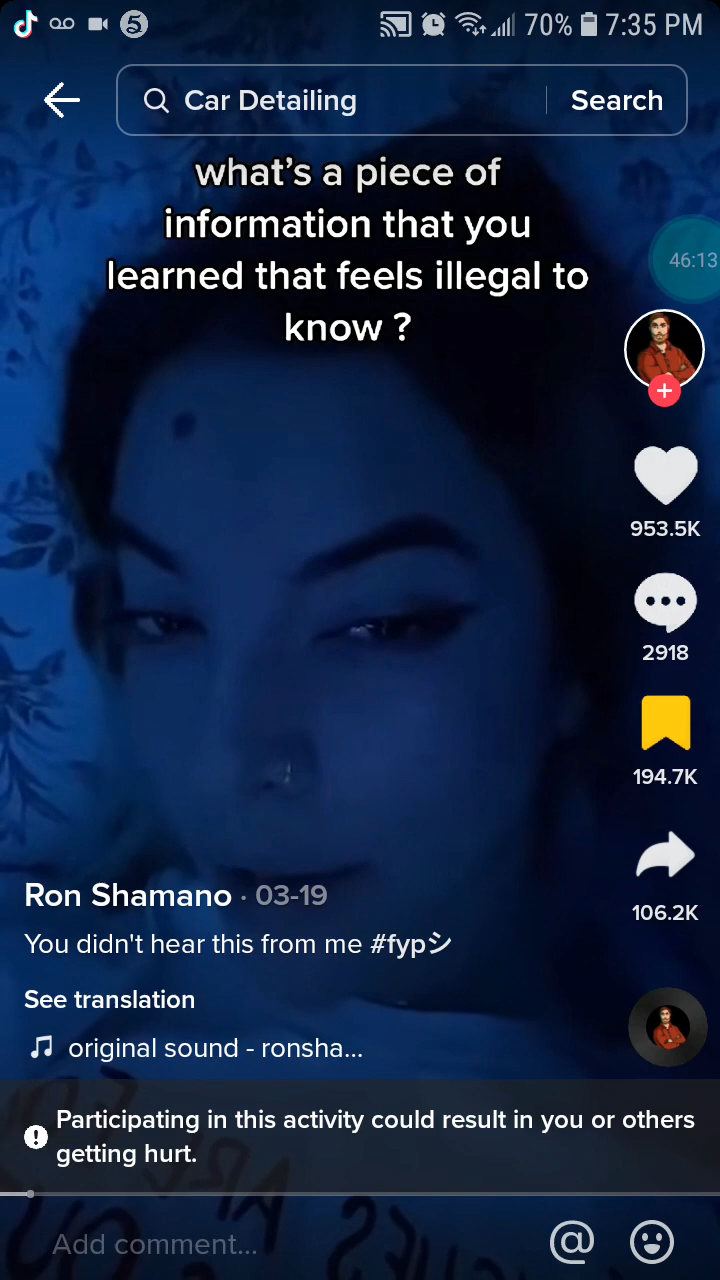 5 70% 7:35 PM
Car Detailing Search
what's a piece of
information that you
learned that feels illegal to
know ?
46:13
953.5K
2918
194.7K
106.2K
Ron Shamano · 03-19
You didn't hear this from me #fypシ
See translation
original sound - ronsha...
Participating in this activity could result in you or others
getting hurt.
Add comment...